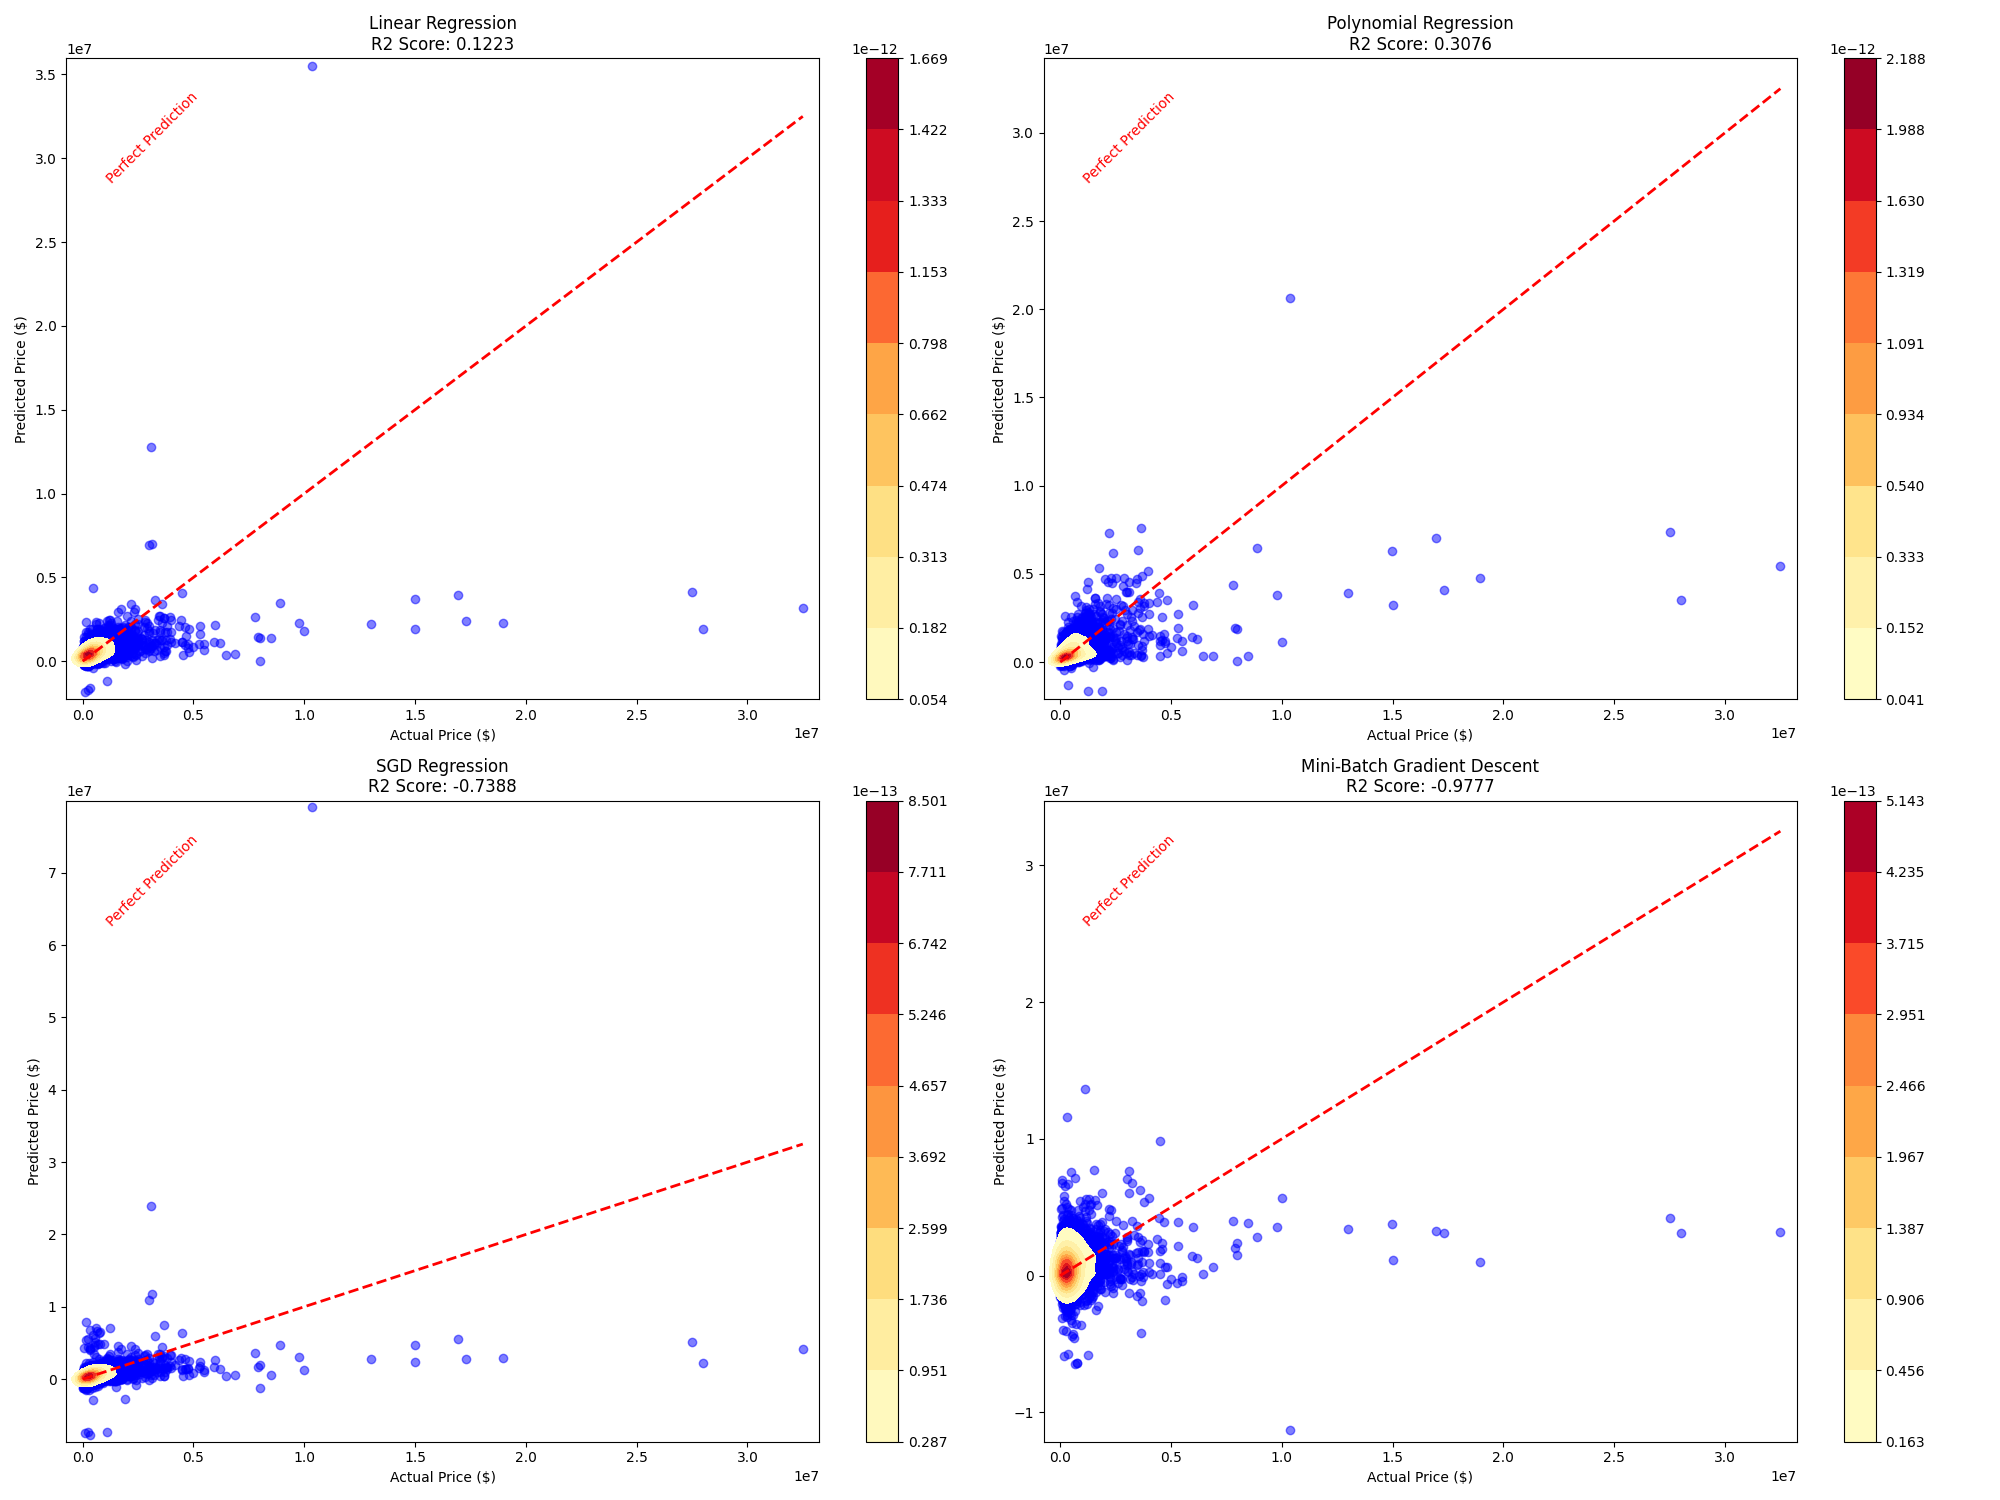 Linear Regression
R2 Score: 0.1223
1e7
3.5
3.0
2.5
2.0
1.5
1.0
0.5
0.0
Predicted Price ($)
Perfect Prediction
0.0 0.5 1.0 1.5 2.0 2.5 3.0
1e7
Actual Price ($)
1e−12
1.669
1.422
1.333
1.153
0.798
0.662
0.474
0.313
0.182
0.054
Polynomial Regression
R2 Score: 0.3076
1e7
3.0
2.5
2.0
1.5
1.0
0.5
0.0
Predicted Price ($)
Perfect Prediction
0.0 0.5 1.0 1.5 2.0 2.5 3.0
1e7
Actual Price ($)
1e−12
2.188
1.988
1.630
1.319
1.091
0.934
0.540
0.333
0.152
0.041
SGD Regression
R2 Score: -0.7388
1e7
7
6
5
4
3
2
1
0
Predicted Price ($)
Perfect Prediction
0.0 0.5 1.0 1.5 2.0 2.5 3.0
1e7
Actual Price ($)
1e−13
8.501
7.711
6.742
5.246
4.657
3.692
2.599
1.736
0.951
0.287
Mini-Batch Gradient Descent
R2 Score: -0.9777
1e7
3
2
1
0
−1
Predicted Price ($)
Perfect Prediction
0.0 0.5 1.0 1.5 2.0 2.5 3.0
1e7
Actual Price ($)
1e−13
5.143
4.235
3.715
2.951
2.466
1.967
1.387
0.906
0.456
0.163